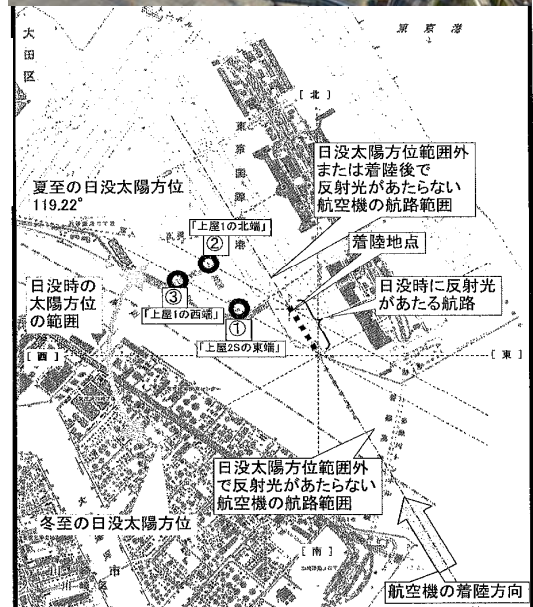 大
田
区
東 京 港
[ 北 ]
東
京
国
際
港
日没太陽方位範囲外
または着陸後で
反射光があたらない
航空機の航路範囲
夏至の日没太陽方位
119.22°
「上屋1の北端」
②
着陸地点
日没時の
太陽方位
の範囲
③
「上屋1の西端」
①
「上屋2Sの東端」
日没時に反射光
があたる航路
[ 西 ]
[ 東 ]
日没太陽方位範囲外
で反射光があたらない
航空機の航路範囲
冬至の日没太陽方位
[ 南 ]
川
崎
区
市
航空機の着陸方向